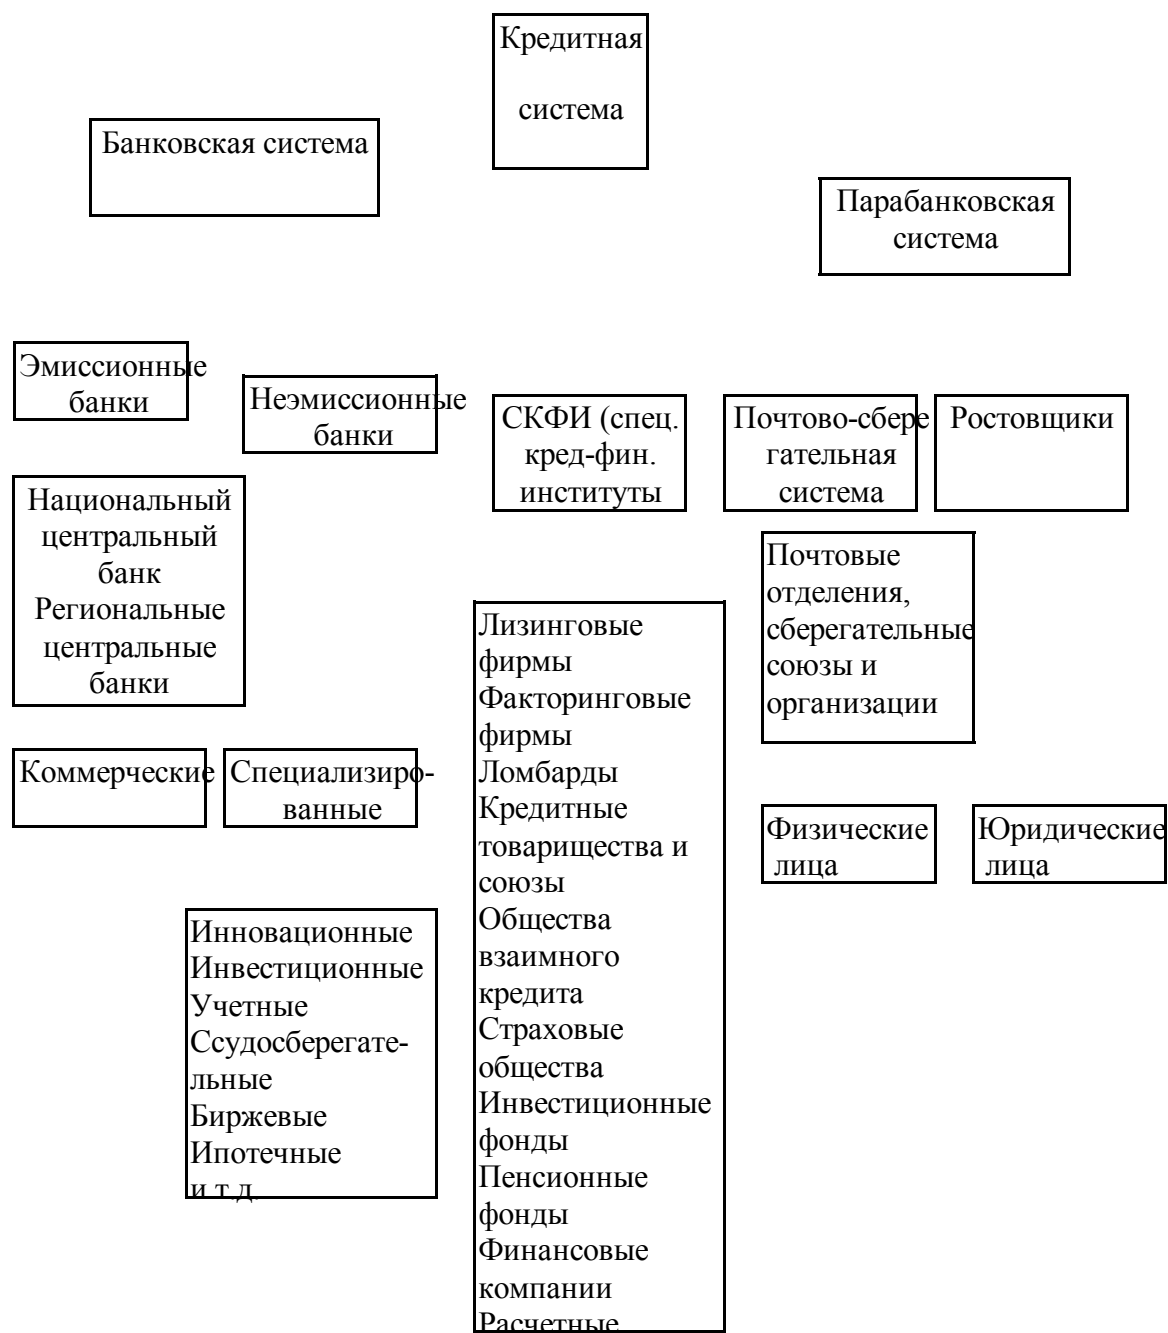 Кредитная
система
Банковская система
Парабанковская
система
Эмиссионные
банки
Неэмиссионные
банки
СКФИ (спец.
кред-фин.
институты
Почтово-сбере
гательная
система
Ростовщики
Национальный
центральный
банк
Региональные
центральные
банки
Почтовые
отделения,
сберегательные
союзы и
организации
Лизинговые
фирмы
Факторинговые
фирмы
Ломбарды
Кредитные
товарищества и
союзы
Общества
взаимного
кредита
Страховые
общества
Инвестиционные
фонды
Пенсионные
фонды
Финансовые
компании
Расчетные
Коммерческие
Специализиро-
ванные
Физические
лица
Юридические
лица
Инновационные
Инвестиционные
Учетные
Ссудосберегате-
льные
Биржевые
Ипотечные
и т.д.